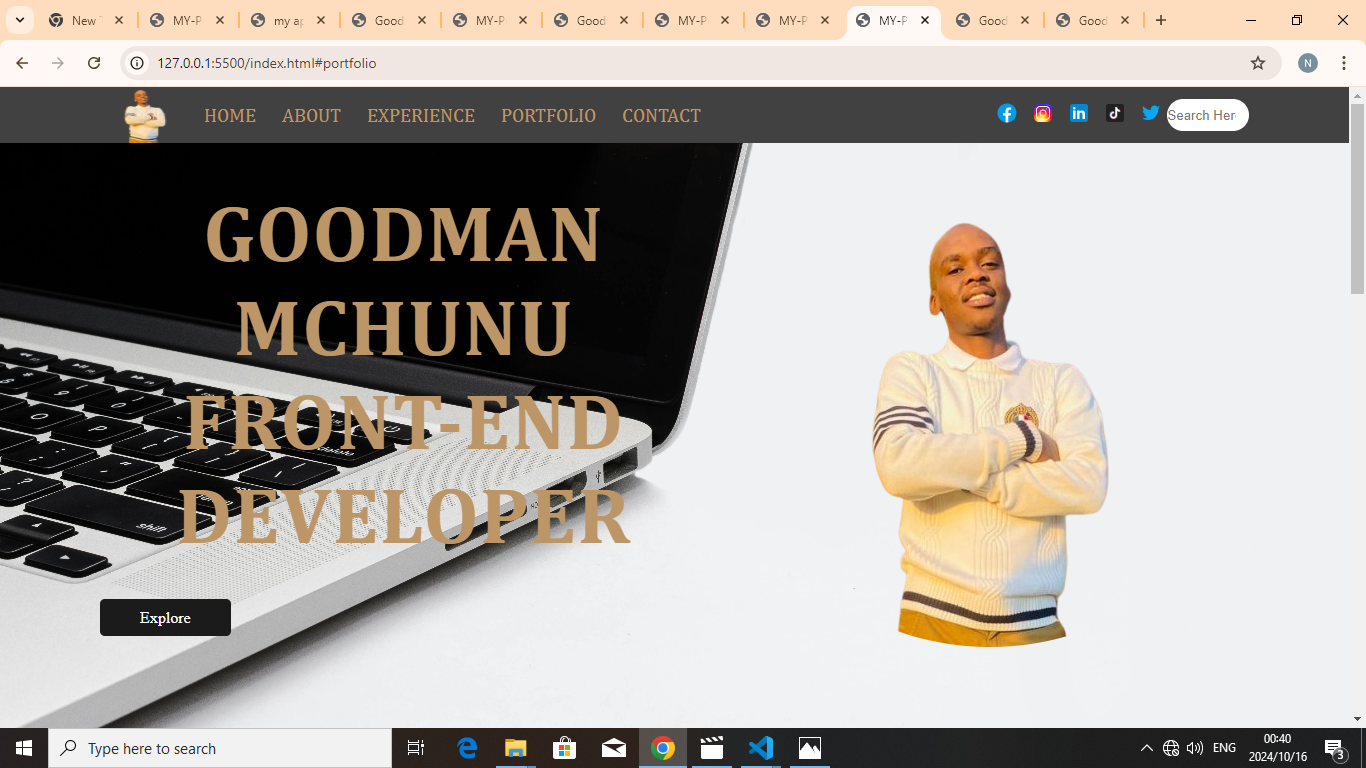 New T
MY-P
my ap
Good
MY-P
Good
MY-P
MY-P
MY-P
Good
Good
127.0.0.1:5500/index.html#portfolio
N
HOME ABOUT EXPERIENCE PORTFOLIO CONTACT
Search Her
GOODMAN
MCHUNU
FRONT-END
DEVELOPER
delete
shift
Explore
Type here to search
ENG
00:40
2024/10/16
3